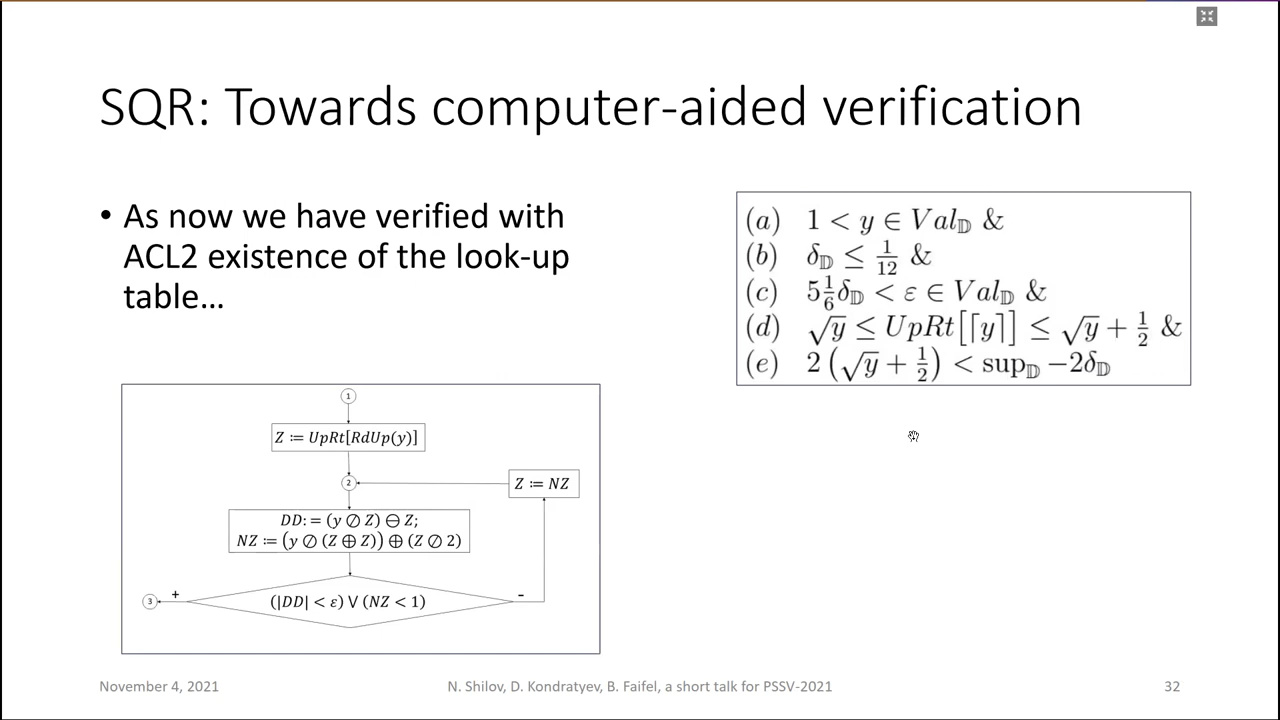 SQR: Towards computer-aided verification
• As now we have verified with
ACL2 existence of the look-up
table...
(a) 1 < y ∈ Val𝔻 &
(b) δ𝔻 ≤ 1/12 &
(c) 5 1/6 δ𝔻 < ε ∈ Val𝔻 &
(d) √y ≤ UpRt[⌈y⌉] ≤ √y + 1/2 &
(e) 2 (√y + 1/2) < sup𝔻 −2δ𝔻
1
Z ≔ UpRt[RdUp(y)]
2
Z ≔ NZ
DD: = (y ⊘ Z) ⊖ Z;
NZ ≔ (y ⊘ (Z ⊕ Z)) ⊕ (Z ⊘ 2)
3
+
(|DD| < ε) ∨ (NZ < 1)
-
November 4, 2021
N. Shilov, D. Kondratyev, B. Faifel, a short talk for PSSV-2021
32